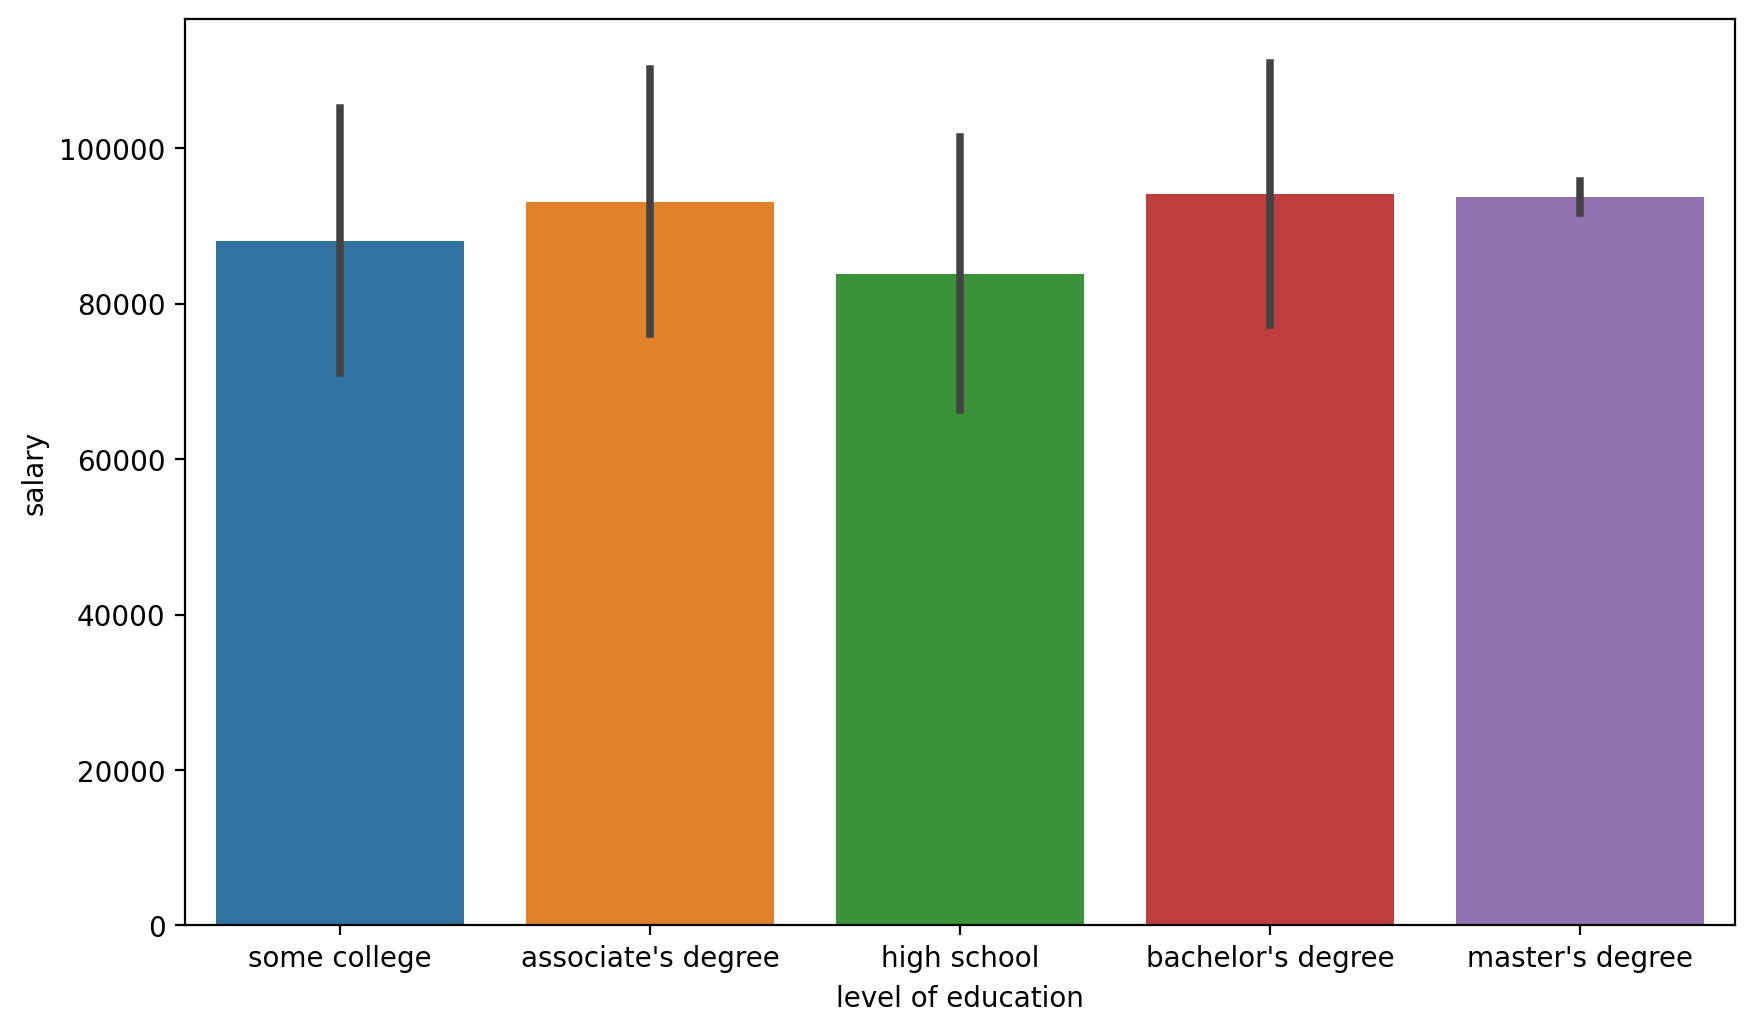 100000
80000
60000
40000
20000
0
salary
some college associate's degree high school bachelor's degree master's degree
level of education